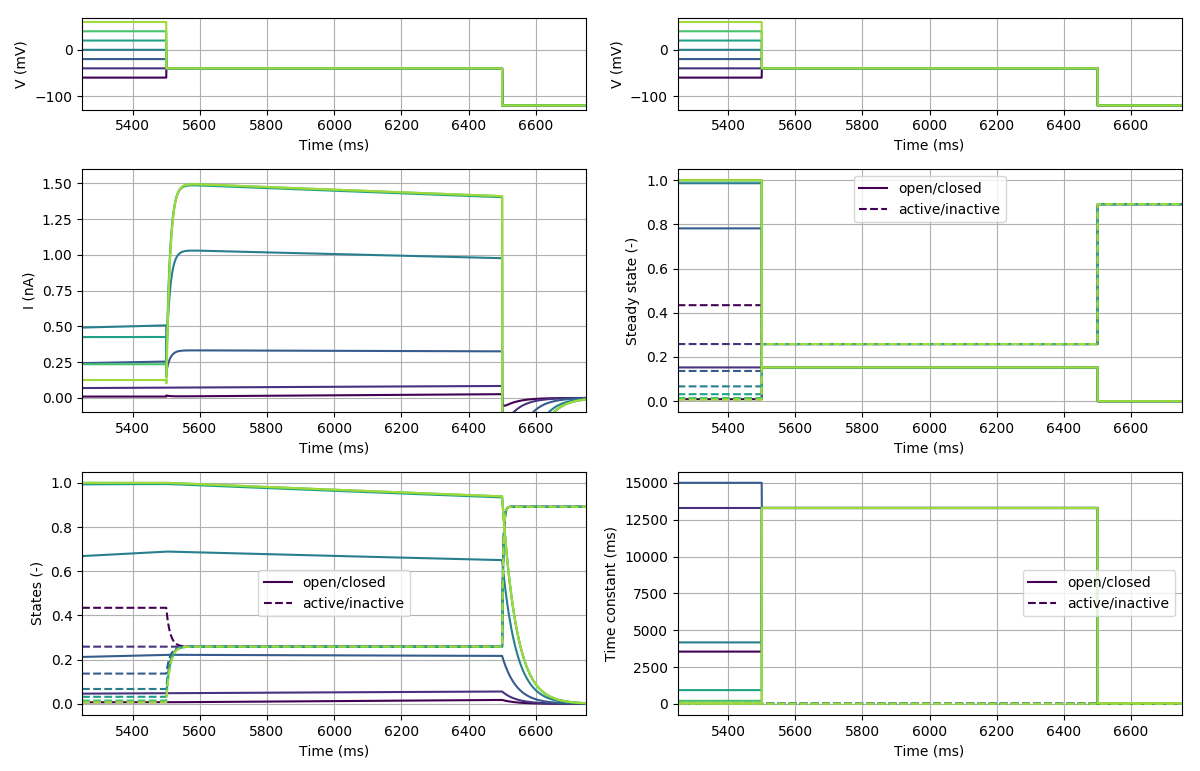 V (mV)
0
−100
5400 5600 5800 6000 6200 6400 6600
Time (ms)
V (mV)
0
−100
5400 5600 5800 6000 6200 6400 6600
Time (ms)
I (nA)
1.50
1.25
1.00
0.75
0.50
0.25
0.00
5400 5600 5800 6000 6200 6400 6600
Time (ms)
Steady state (-)
1.0
0.8
0.6
0.4
0.2
0.0
open/closed
active/inactive
5400 5600 5800 6000 6200 6400 6600
Time (ms)
States (-)
1.0
0.8
0.6
0.4
0.2
0.0
open/closed
active/inactive
5400 5600 5800 6000 6200 6400 6600
Time (ms)
Time constant (ms)
15000
12500
10000
7500
5000
2500
0
open/closed
active/inactive
5400 5600 5800 6000 6200 6400 6600
Time (ms)